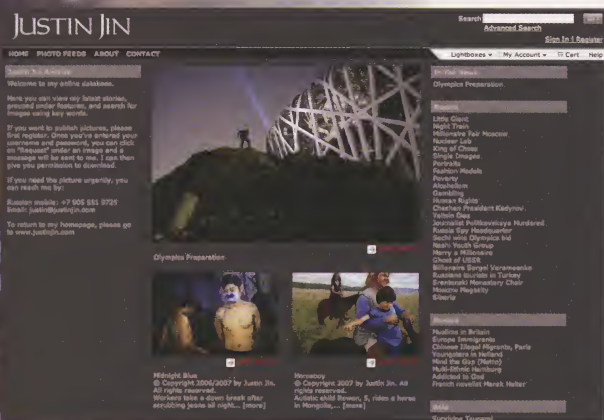 JUSTIN JIN
Search
Advanced Search
Sign In | Register
HOME PHOTO FEEDS ABOUT CONTACT
Lightboxes My Account Cart Help
Justin Jin Archive
Welcome to my online database.
Here you can view my latest stories,
grouped under features, and search for
images using key words.
If you want to publish pictures, please
first register. Once you've entered your
username and password, you can click
on "Request" under an image and a
message will be sent to me. I can then
give you permission to download.
If you need the picture urgently, you
can reach me by:
Russian mobile:
Email: justin@justinjin.com
To return to my homepage, please go
to www.justinjin.com
Olympics Preparation
Midnight Blue
© Copyright 2006/2007 by Justin Jin.
All rights reserved.
Workers take a down break after
scrubbing jeans all night... [more]
Horseboy
© Copyright 2007 by Justin Jin. All
rights reserved.
Autistic child Rowan, 5, rides a horse
in Mongolia,... [more]
In the News
Olympics Preparation
Russia
Little Giant
Night Train
Millionaire Fair Moscow
Nuclear Lab
King of Chess
Single Images
Portraits
Fashion Models
Poverty
Alcoholism
Gambling
Human Rights
Chechen President Kadyrov
Yeltsin Dies
Journalist Politkovskaya Murdered
Russia Spy Headquarter
Sochi wins Olympics bid
Nashi Youth Group
Marry a Millionaire
Ghost of USSR
Billionaire Sergei Veremeenko
Russians tourists in Turkey
Sretenski Monastery Choir
Moscow Megacity
Siberia
Europe
Muslims in Britain
Europe Immigrants
Chinese Illegal Migrants, Paris
Youngsters in Holland
Mind the Gap (Metro)
Multi-Ethnic Hamburg
Addicted to God
French novelist Marek Halter
Asia
Surviving Tsunami